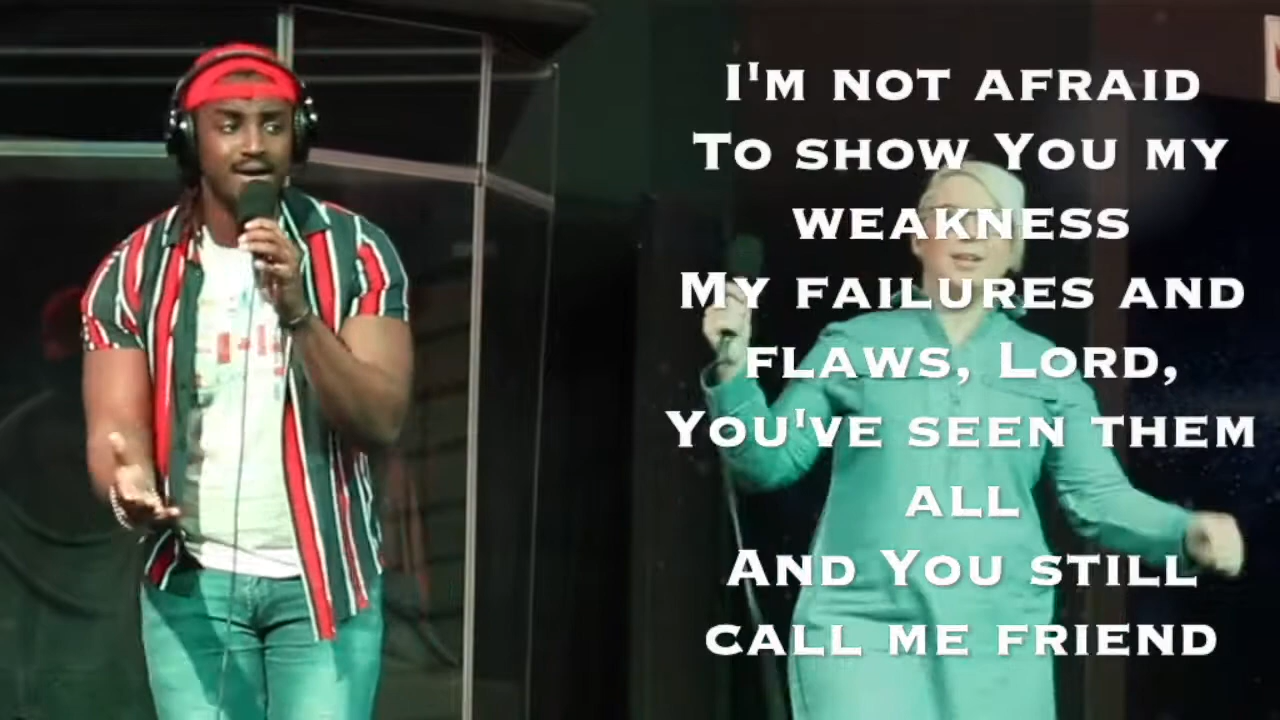 I'm not afraid
To show You my
weakness
My failures and
flaws, Lord,
You've seen them
all
And You still
call me friend